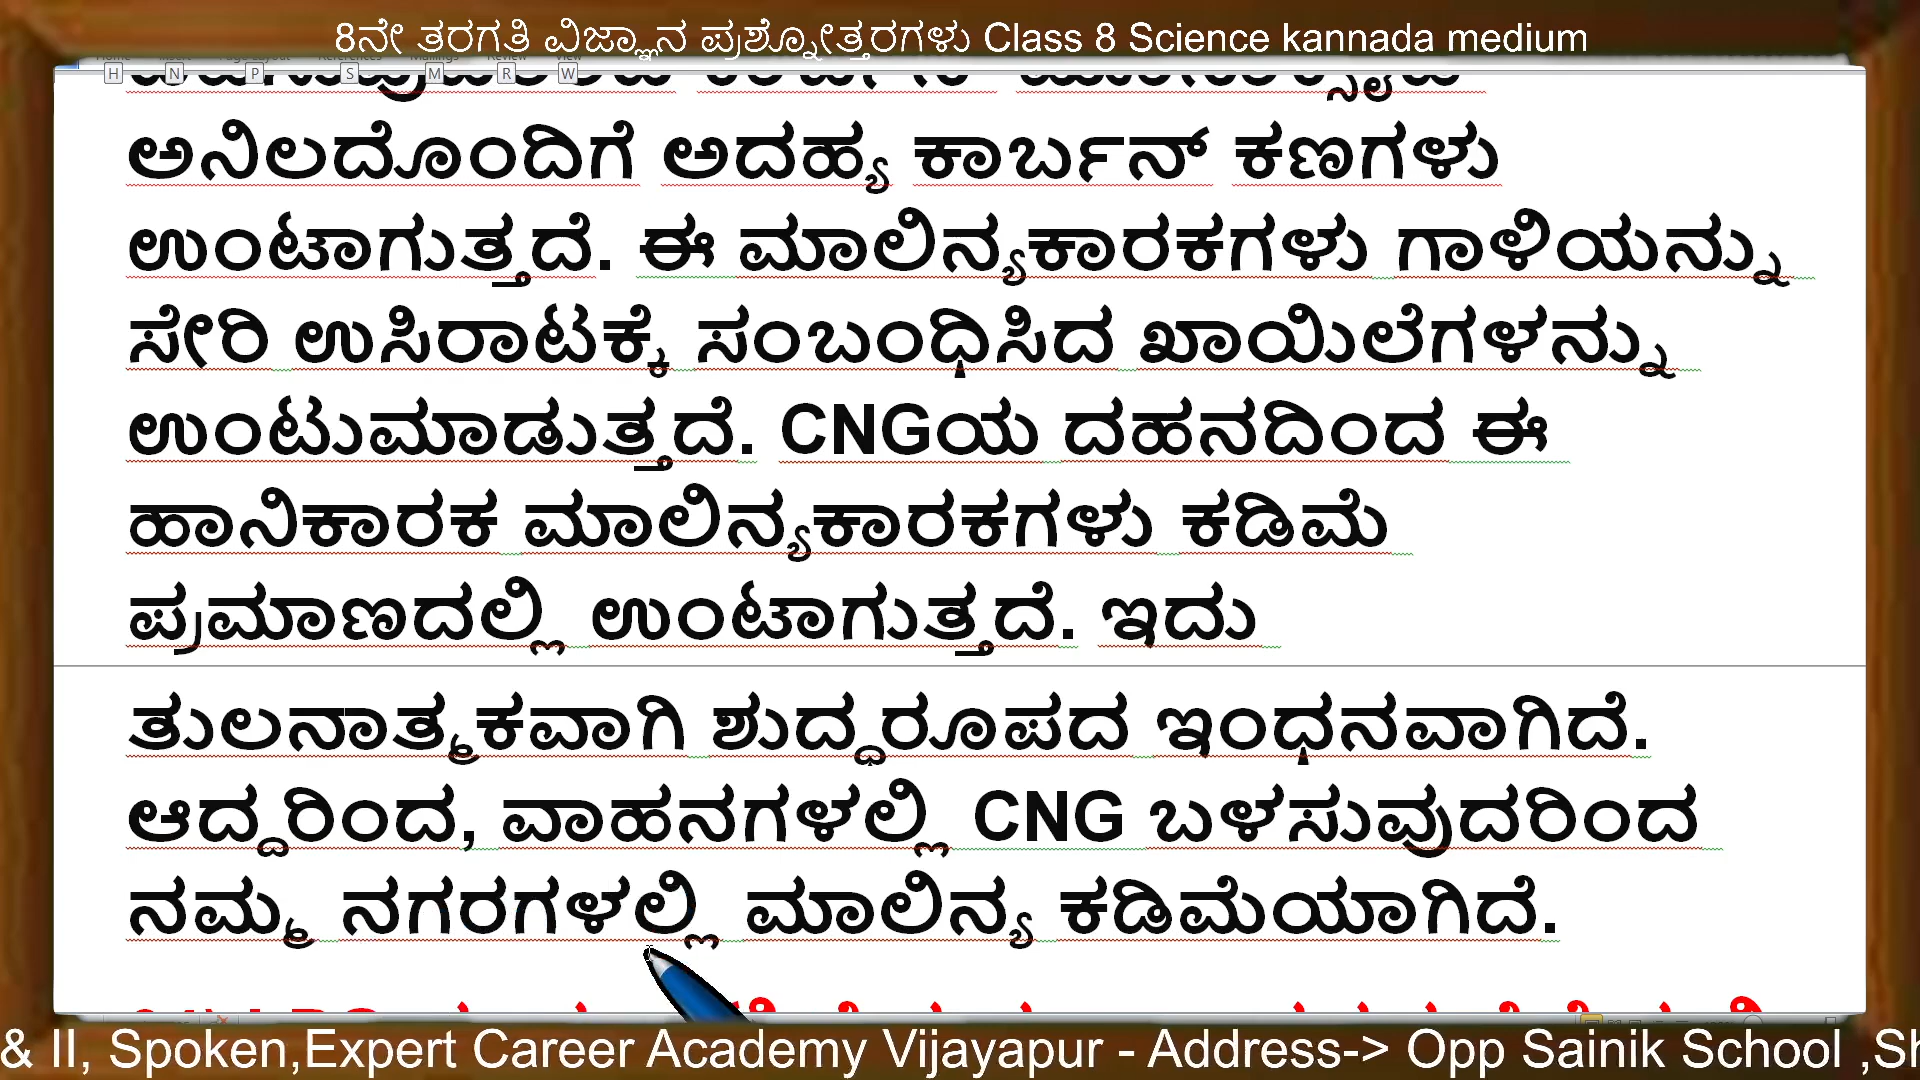 8ನೇ ತರಗತಿ ವಿಜ್ಞಾನ ಪ್ರಶ್ನೋತ್ತರಗಳು Class 8 Science kannada medium
H N P S M R W
ಅನಿಲದೊಂದಿಗೆ ಅದಹ್ಯ ಕಾರ್ಬನ್ ಕಣಗಳು
ಉಂಟಾಗುತ್ತದೆ. ಈ ಮಾಲಿನ್ಯಕಾರಕಗಳು ಗಾಳಿಯನ್ನು
ಸೇರಿ ಉಸಿರಾಟಕ್ಕೆ ಸಂಬಂಧಿಸಿದ ಖಾಯಿಲೆಗಳನ್ನು
ಉಂಟುಮಾಡುತ್ತದೆ. CNGಯ ದಹನದಿಂದ ಈ
ಹಾನಿಕಾರಕ ಮಾಲಿನ್ಯಕಾರಕಗಳು ಕಡಿಮೆ
ಪ್ರಮಾಣದಲ್ಲಿ ಉಂಟಾಗುತ್ತದೆ. ಇದು
ತುಲನಾತ್ಮಕವಾಗಿ ಶುದ್ಧರೂಪದ ಇಂಧನವಾಗಿದೆ.
ಆದ್ದರಿಂದ, ವಾಹನಗಳಲ್ಲಿ CNG ಬಳಸುವುದರಿಂದ
ನಮ್ಮ ನಗರಗಳಲ್ಲಿ ಮಾಲಿನ್ಯ ಕಡಿಮೆಯಾಗಿದೆ.
& II, Spoken,Expert Career Academy Vijayapur - Address-> Opp Sainik School ,Sh